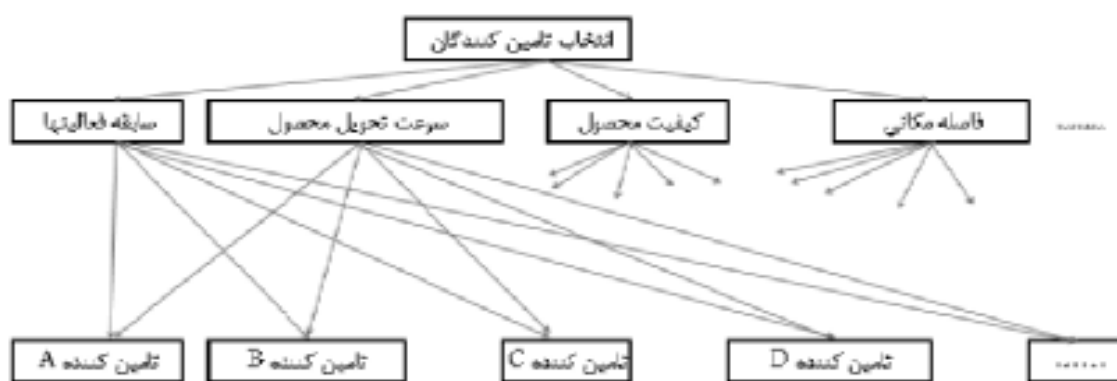 انتخاب تامین کنندگان
سابقه فعالیتها
سرعت تحویل محصول
کیفیت محصول
فاصله مکانی
........
تامین کننده A
تامین کننده B
تامین کننده C
تامین کننده D
........